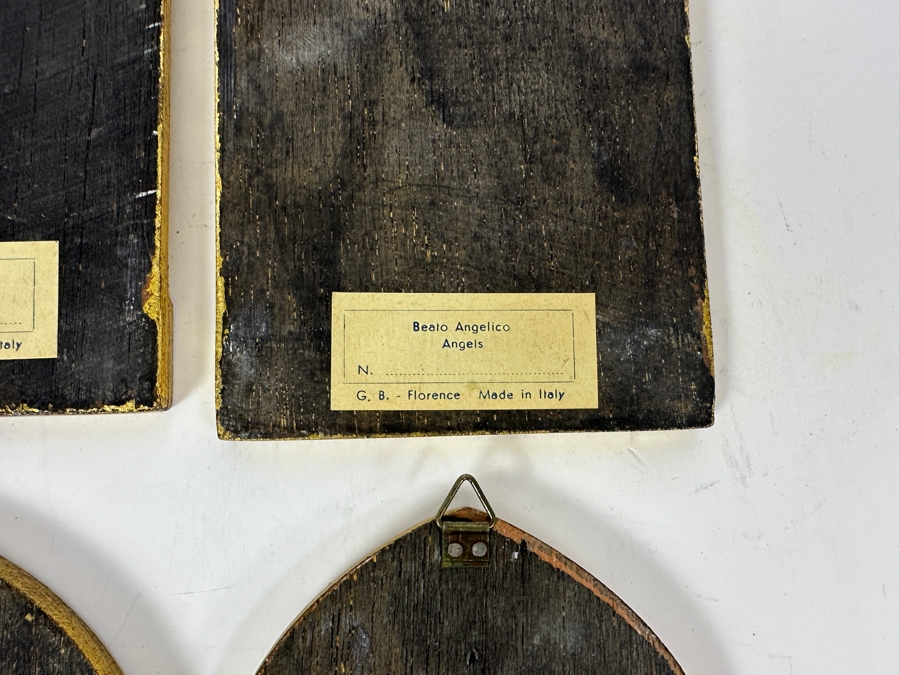 Beato Angelico
Angels
N. ........................................
G. B. - Florence Made in Italy